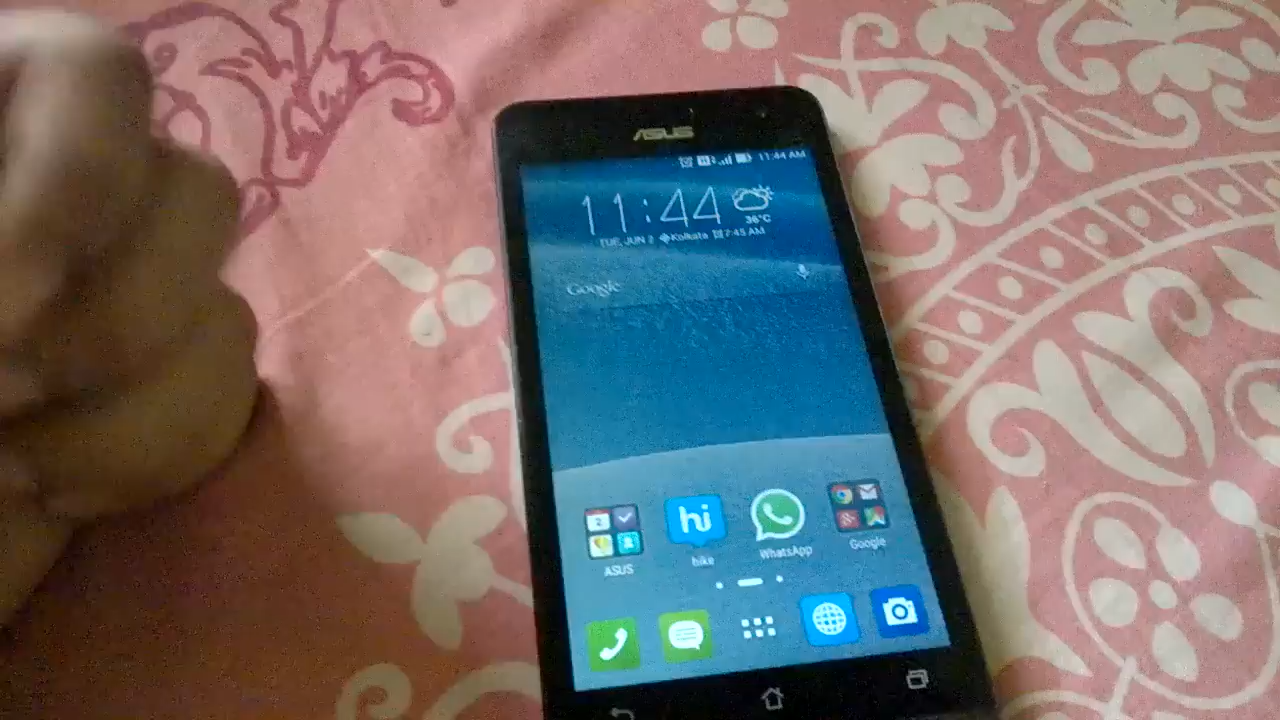 ASUS
11:44 AM
11:44
36°C
TUE, JUN 2 Kolkata 7:45 AM
Google
2
hi
ASUS
hike
WhatsApp
Google